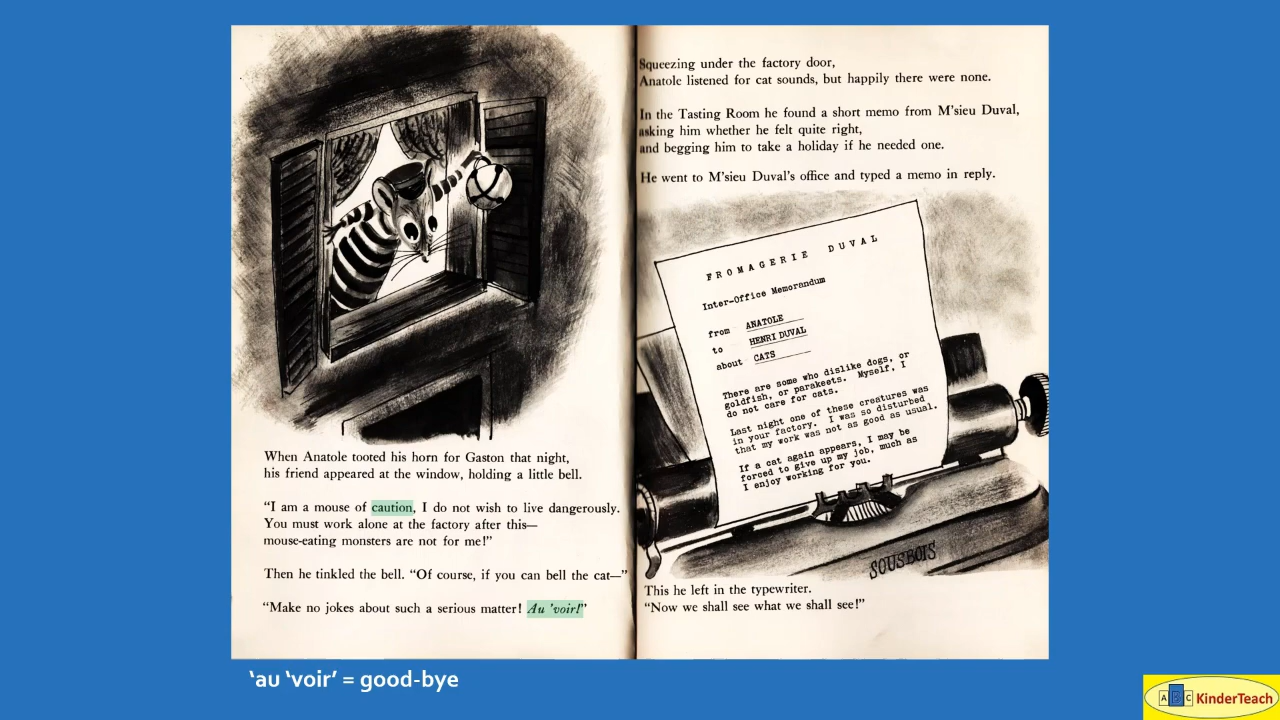 When Anatole tooted his horn for Gaston that night,
his friend appeared at the window, holding a little bell.
“I am a mouse of caution, I do not wish to live dangerously.
You must work alone at the factory after this—
mouse-eating monsters are not for me!”
Then he tinkled the bell. “Of course, if you can bell the cat—”
“Make no jokes about such a serious matter! Au 'voir!”
Squeezing under the factory door,
Anatole listened for cat sounds, but happily there were none.
In the Tasting Room he found a short memo from M'sieu Duval,
asking him whether he felt quite right,
and begging him to take a holiday if he needed one.
He went to M'sieu Duval's office and typed a memo in reply.
FROMAGERIE DUVAL
Inter-Office Memorandum
from ANATOLE
to HENRI DUVAL
about CATS
There are some who dislike dogs, or
goldfish, or parakeets. Myself, I
do not care for cats.
Last night one of these creatures was
in your factory. I was so disturbed
that my work was not as good as usual.
If a cat again appears, I may be
forced to give up my job, much as
I enjoy working for you.
SOUSBOIS
This he left in the typewriter.
“Now we shall see what we shall see!”
‘au ‘voir’ = good-bye
A B C KinderTeach